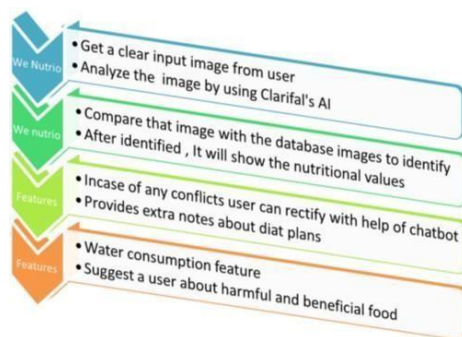 We Nutrio
• Get a clear input image from user
• Analyze the image by using Clarifal's AI
We nutrio
• Compare that image with the database images to identify
• After identified , It will show the nutritional values
Features
• Incase of any conflicts user can rectify with help of chatbot
• Provides extra notes about diat plans
Features
• Water consumption feature
• Suggest a user about harmful and beneficial food